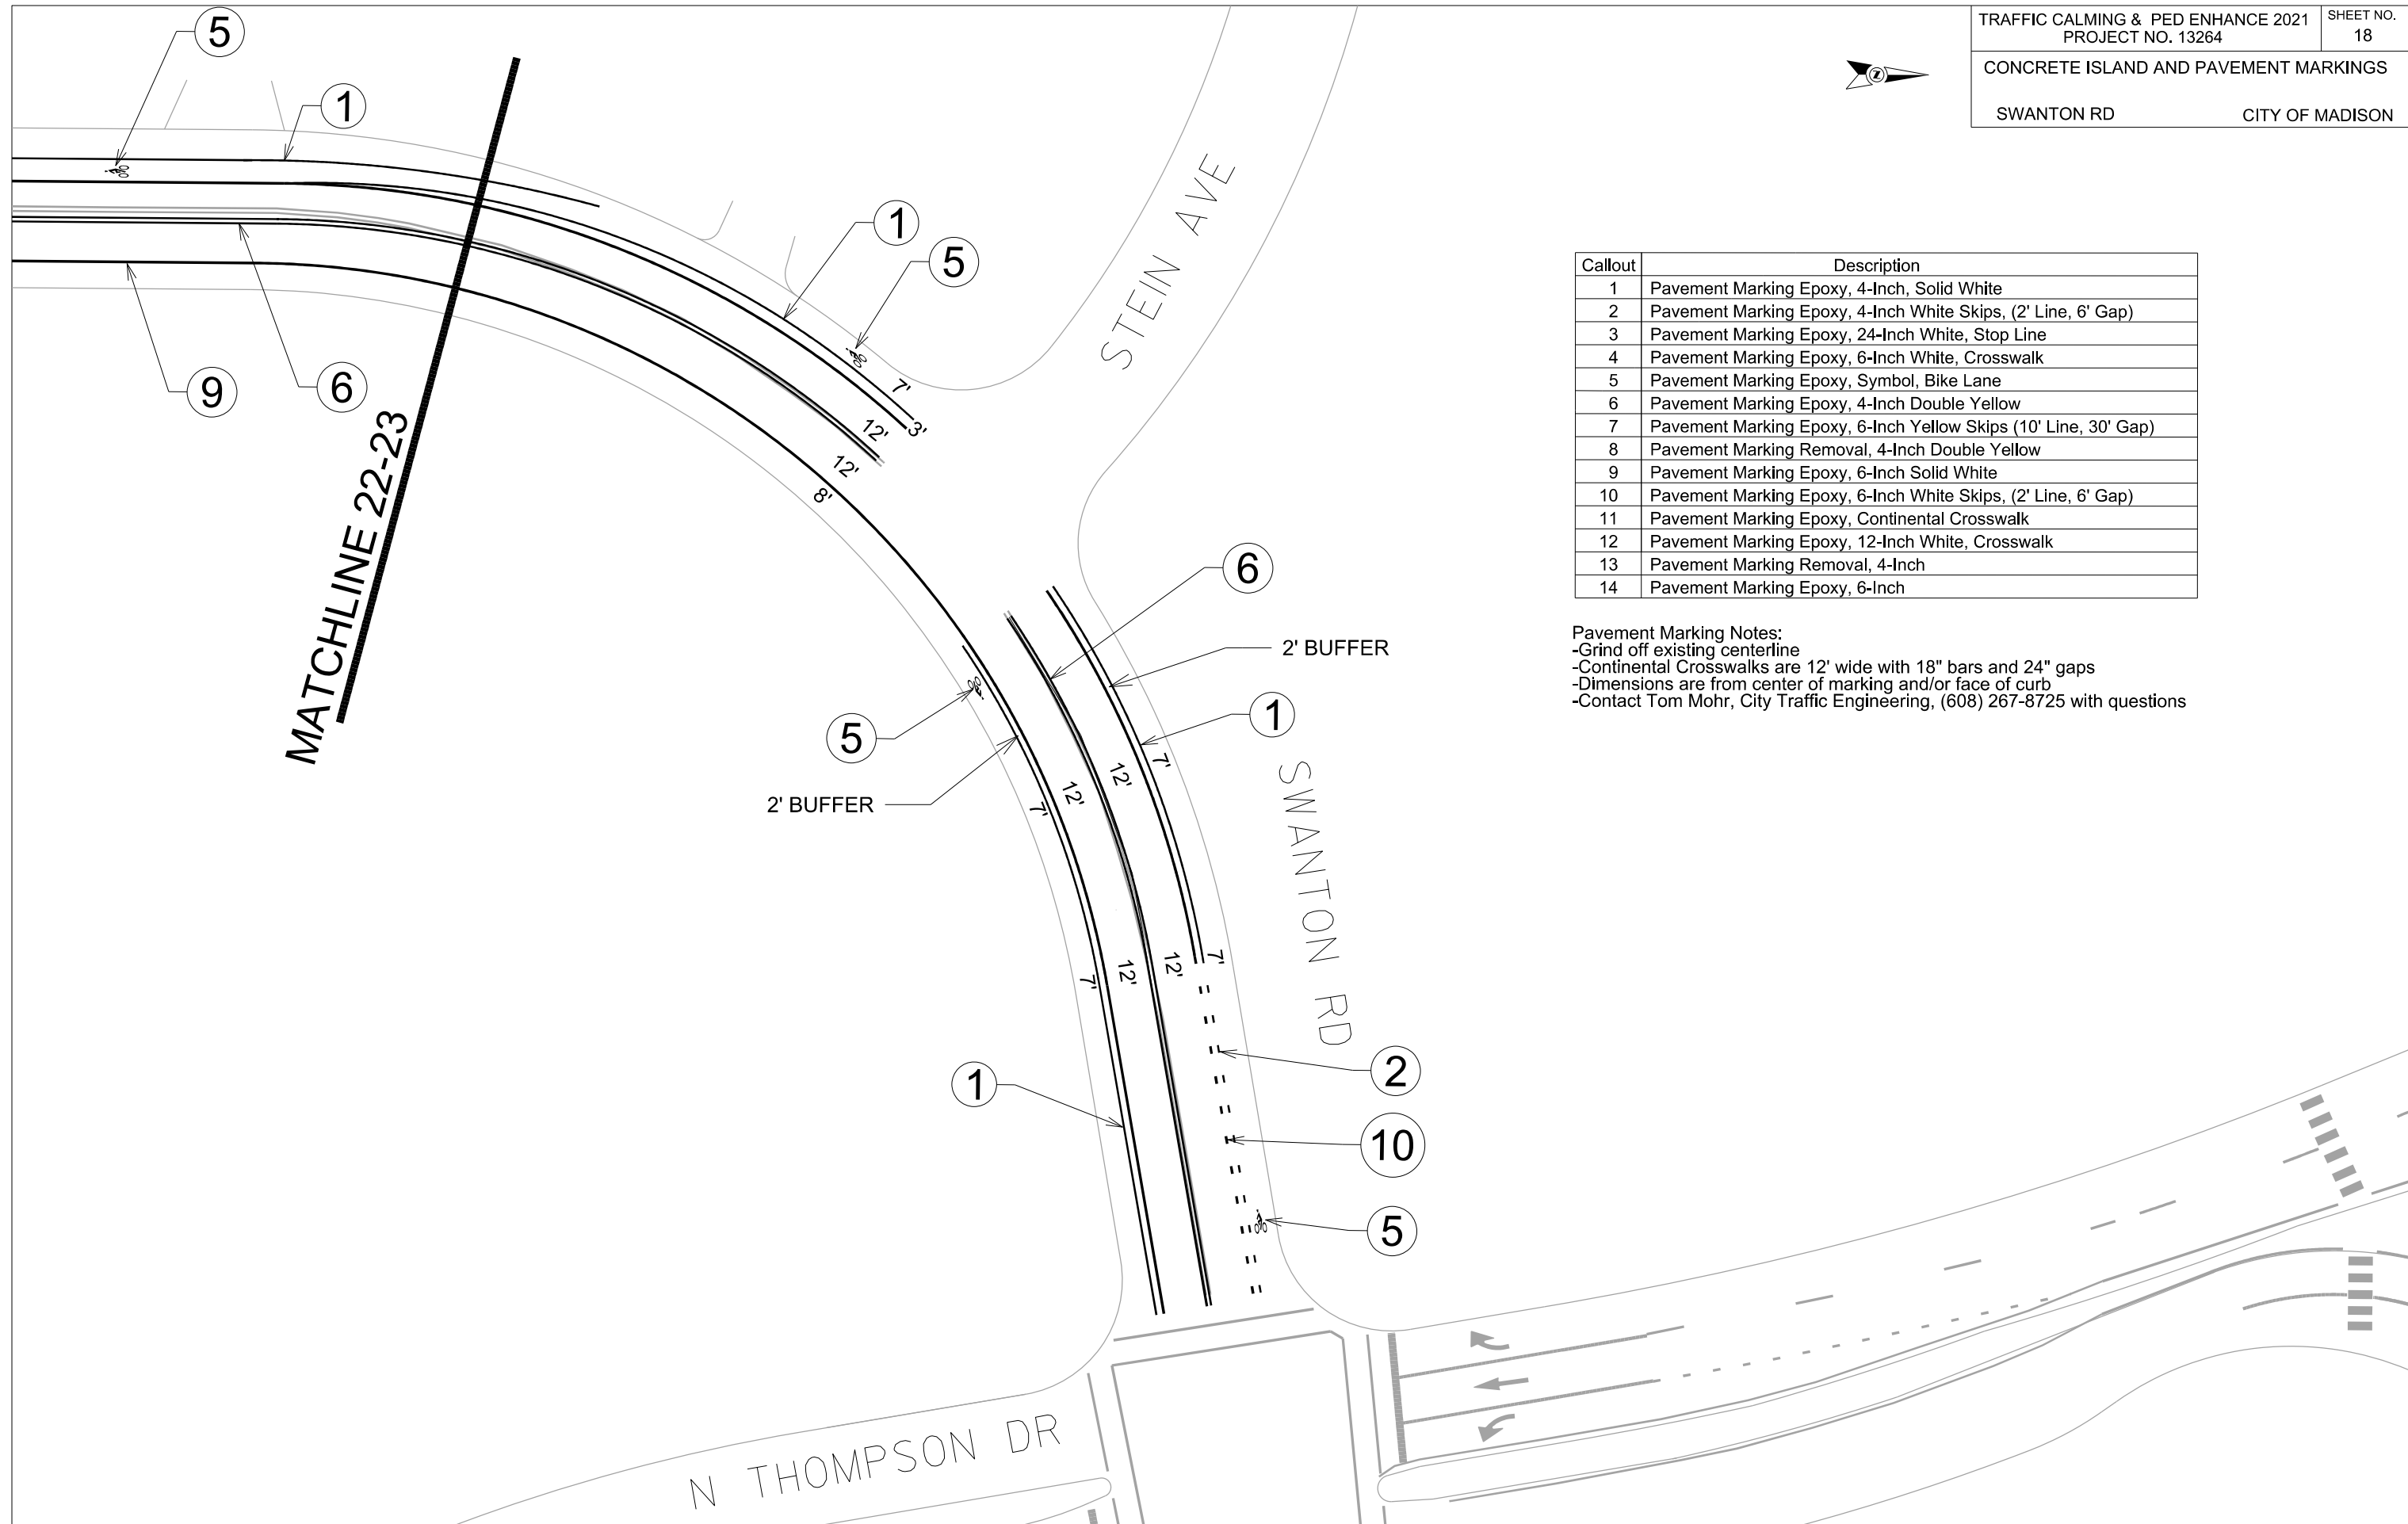 TRAFFIC CALMING & PED ENHANCE 2021
PROJECT NO. 13264
SHEET NO.
18
CONCRETE ISLAND AND PAVEMENT MARKINGS
SWANTON RD CITY OF MADISON
Z
5
1
1
5
9
6
MATCHLINE 22-23
STEIN AVE
7'
3'
12'
12'
8'
Callout Description
1 Pavement Marking Epoxy, 4-Inch, Solid White
2 Pavement Marking Epoxy, 4-Inch White Skips, (2' Line, 6' Gap)
3 Pavement Marking Epoxy, 24-Inch White, Stop Line
4 Pavement Marking Epoxy, 6-Inch White, Crosswalk
5 Pavement Marking Epoxy, Symbol, Bike Lane
6 Pavement Marking Epoxy, 4-Inch Double Yellow
7 Pavement Marking Epoxy, 6-Inch Yellow Skips (10' Line, 30' Gap)
8 Pavement Marking Removal, 4-Inch Double Yellow
9 Pavement Marking Epoxy, 6-Inch Solid White
10 Pavement Marking Epoxy, 6-Inch White Skips, (2' Line, 6' Gap)
11 Pavement Marking Epoxy, Continental Crosswalk
12 Pavement Marking Epoxy, 12-Inch White, Crosswalk
13 Pavement Marking Removal, 4-Inch
14 Pavement Marking Epoxy, 6-Inch
Pavement Marking Notes:
-Grind off existing centerline
-Continental Crosswalks are 12' wide with 18" bars and 24" gaps
-Dimensions are from center of marking and/or face of curb
-Contact Tom Mohr, City Traffic Engineering, (608) 267-8725 with questions
6
2' BUFFER
1
5
2' BUFFER
7'
12'
12'
7'
SWANTON RD
7'
12'
12'
7'
1
2
10
5
N THOMPSON DR